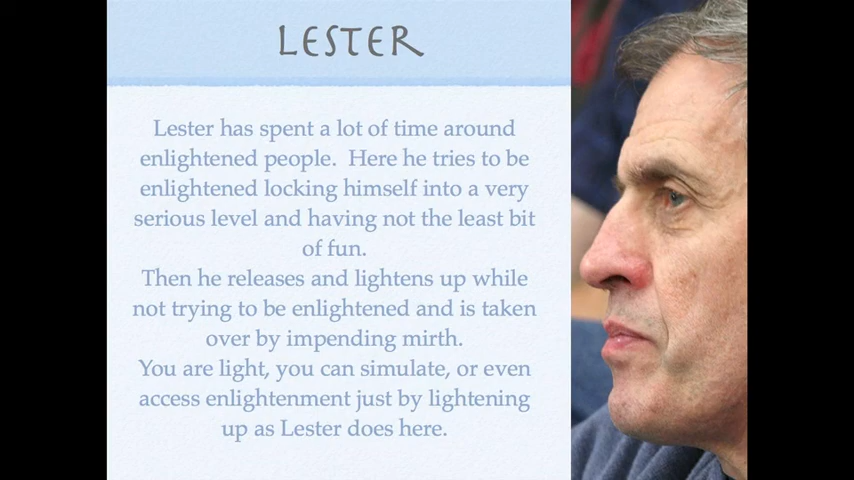 LESTER
Lester has spent a lot of time around
enlightened people.  Here he tries to be
enlightened locking himself into a very
serious level and having not the least bit
of fun.
Then he releases and lightens up while
not trying to be enlightened and is taken
over by impending mirth.
You are light, you can simulate, or even
access enlightenment just by lightening
up as Lester does here.